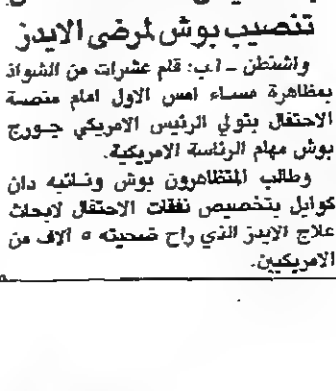 تنصيب بوش لمرضى الايدز
واشنطن - ا.ب: قام عشرات من الشواذ
بمظاهرة مساء امس الاول امام منصة
الاحتفال بتولي الرئيس الامريكي جورج
بوش مهام الرئاسة الامريكية.
وطالب المتظاهرون بوش ونائبه دان
كوايل بتخصيص نفقات الاحتفال لابحاث
علاج الايدز الذي راح ضحيته ٥ آلاف من
الامريكيين.